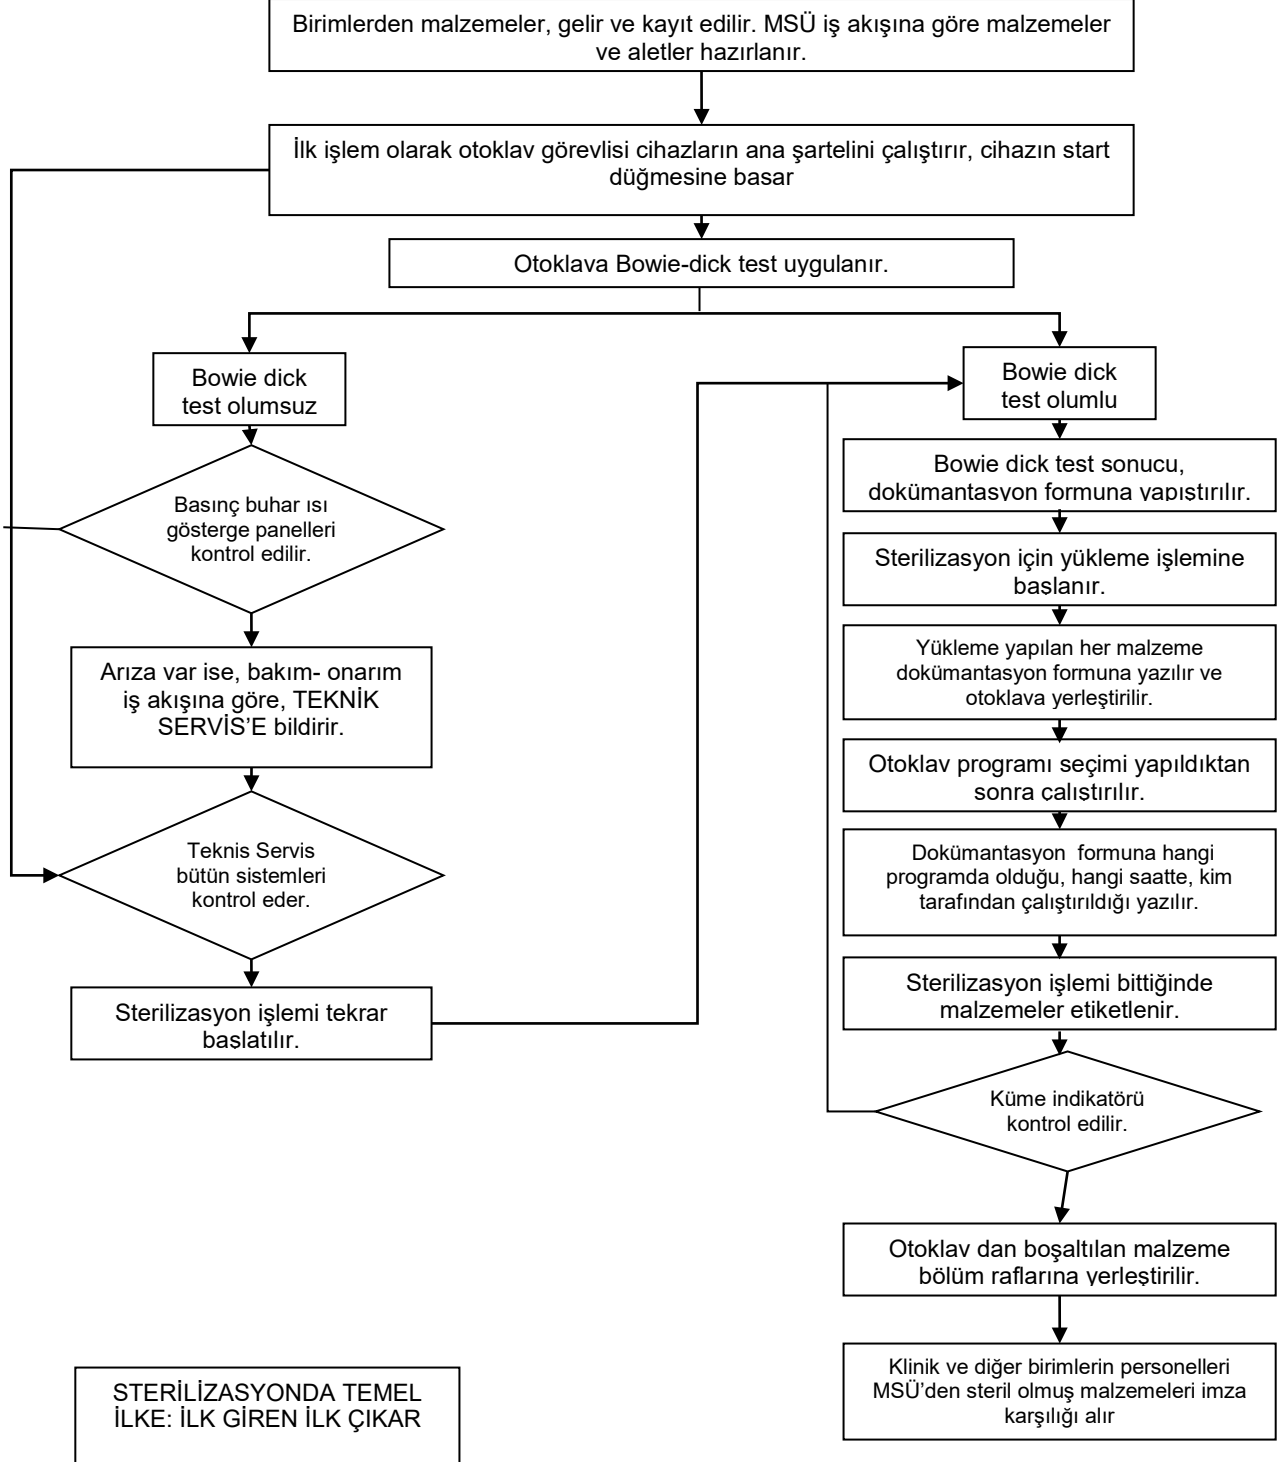 Birimlerden malzemeler, gelir ve kayıt edilir. MSÜ iş akışına göre malzemeler
ve aletler hazırlanır.
İlk işlem olarak otoklav görevlisi cihazların ana şartelini çalıştırır, cihazın start
düğmesine basar
Otoklava Bowie-dick test uygulanır.
Bowie dick
test olumsuz
Basınç buhar ısı
gösterge panelleri
kontrol edilir.
Arıza var ise, bakım- onarım
iş akışına göre, TEKNİK
SERVİS’E bildirir.
Teknis Servis
bütün sistemleri
kontrol eder.
Sterilizasyon işlemi tekrar
başlatılır.
Bowie dick
test olumlu
Bowie dick test sonucu,
dokümantasyon formuna yapıştırılır.
Sterilizasyon için yükleme işlemine
başlanır.
Yükleme yapılan her malzeme
dokümantasyon formuna yazılır ve
otoklava yerleştirilir.
Otoklav programı seçimi yapıldıktan
sonra çalıştırılır.
Dokümantasyon formuna hangi
programda olduğu, hangi saatte, kim
tarafından çalıştırıldığı yazılır.
Sterilizasyon işlemi bittiğinde
malzemeler etiketlenir.
Küme indikatörü
kontrol edilir.
Otoklav dan boşaltılan malzeme
bölüm raflarına yerleştirilir.
Klinik ve diğer birimlerin personelleri
MSÜ’den steril olmuş malzemeleri imza
karşılığı alır
STERİLİZASYONDA TEMEL
İLKE: İLK GİREN İLK ÇIKAR